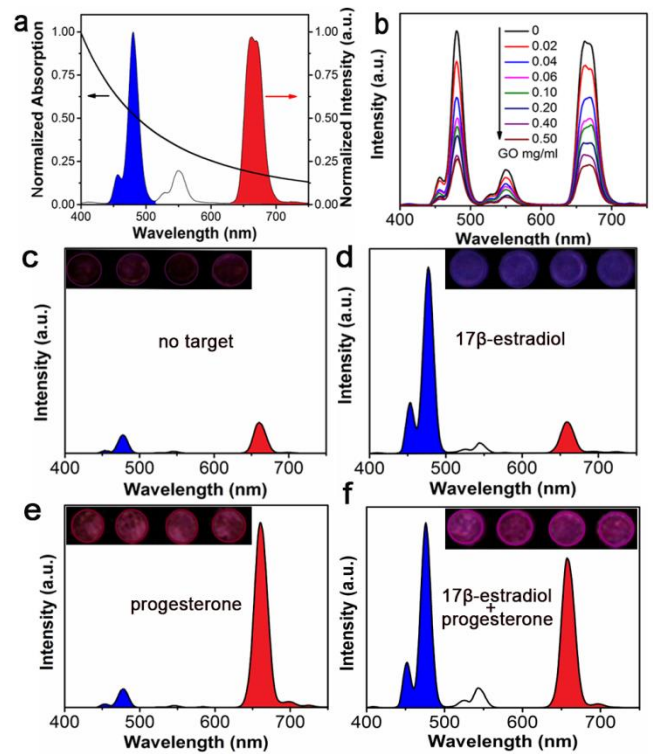 a
1.00
0.75
0.50
0.25
0.00
Normalized Absorption
1.00
0.75
0.50
0.25
0.00
Normalized Intensity (a.u.)
400 500 600 700
Wavelength (nm)
b
Intensity (a.u.)
0
0.02
0.04
0.06
0.10
0.20
0.40
0.50
GO mg/ml
400 500 600 700
Wavelength (nm)
c
Intensity (a.u.)
no target
400 500 600 700
Wavelength (nm)
d
Intensity (a.u.)
17β-estradiol
400 500 600 700
Wavelength (nm)
e
Intensity (a.u.)
progesterone
400 500 600 700
Wavelength (nm)
f
Intensity (a.u.)
17β-estradiol
+
progesterone
400 500 600 700
Wavelength (nm)